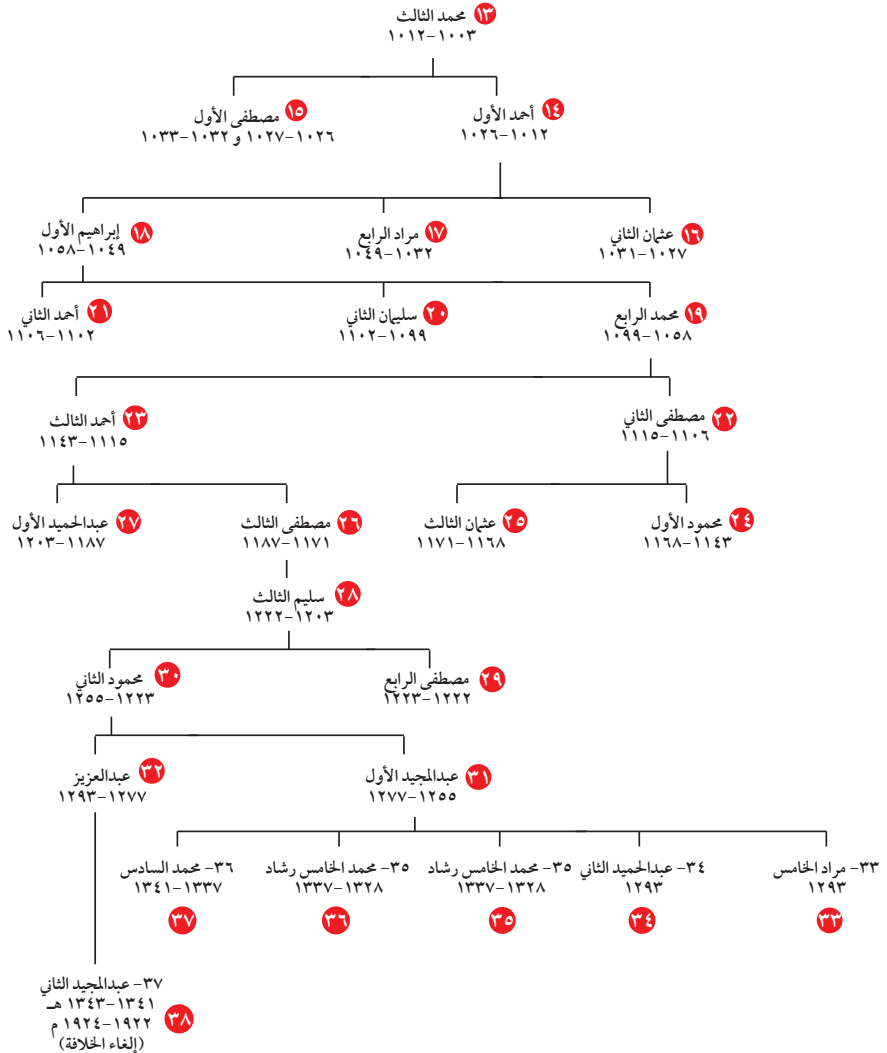 ١٣ محمد الثالث
١٠٠٣-١٠١٢
١٤ أحمد الأول
١٠١٢-١٠٢٦
١٥ مصطفى الأول
١٠٢٦-١٠٢٧ و ١٠٣٢-١٠٣٣
١٦ عثمان الثاني
١٠٢٧-١٠٣١
١٧ مراد الرابع
١٠٣٢-١٠٤٩
١٨ إبراهيم الأول
١٠٤٩-١٠٥٨
١٩ محمد الرابع
١٠٥٨-١٠٩٩
٢٠ سليمان الثاني
١٠٩٩-١١٠٢
٢١ أحمد الثاني
١١٠٢-١١٠٦
٢٢ مصطفى الثاني
١١٠٦-١١١٥
٢٣ أحمد الثالث
١١١٥-١١٤٣
٢٤ محمود الأول
١١٤٣-١١٦٨
٢٥ عثمان الثالث
١١٦٨-١١٧١
٢٦ مصطفى الثالث
١١٧١-١١٨٧
٢٧ عبدالحميد الأول
١١٨٧-١٢٠٣
٢٨ سليم الثالث
١٢٠٣-١٢٢٢
٢٩ مصطفى الرابع
١٢٢٢-١٢٢٣
٣٠ محمود الثاني
١٢٢٣-١٢٥٥
٣١ عبدالمجيد الأول
١٢٥٥-١٢٧٧
٣٢ عبدالعزيز
١٢٧٧-١٢٩٣
٣٣- مراد الخامس
١٢٩٣
٣٣
٣٤- عبدالحميد الثاني
١٢٩٣
٣٤
٣٥- محمد الخامس رشاد
١٣٢٨-١٣٣٧
٣٥
٣٥- محمد الخامس رشاد
١٣٢٨-١٣٣٧
٣٦
٣٦- محمد السادس
١٣٣٧-١٣٤١
٣٧
٣٧- عبدالمجيد الثاني
١٣٤١-١٣٤٣ هـ
٣٨ ١٩٢٢-١٩٢٤ م
(إلغاء الخلافة)